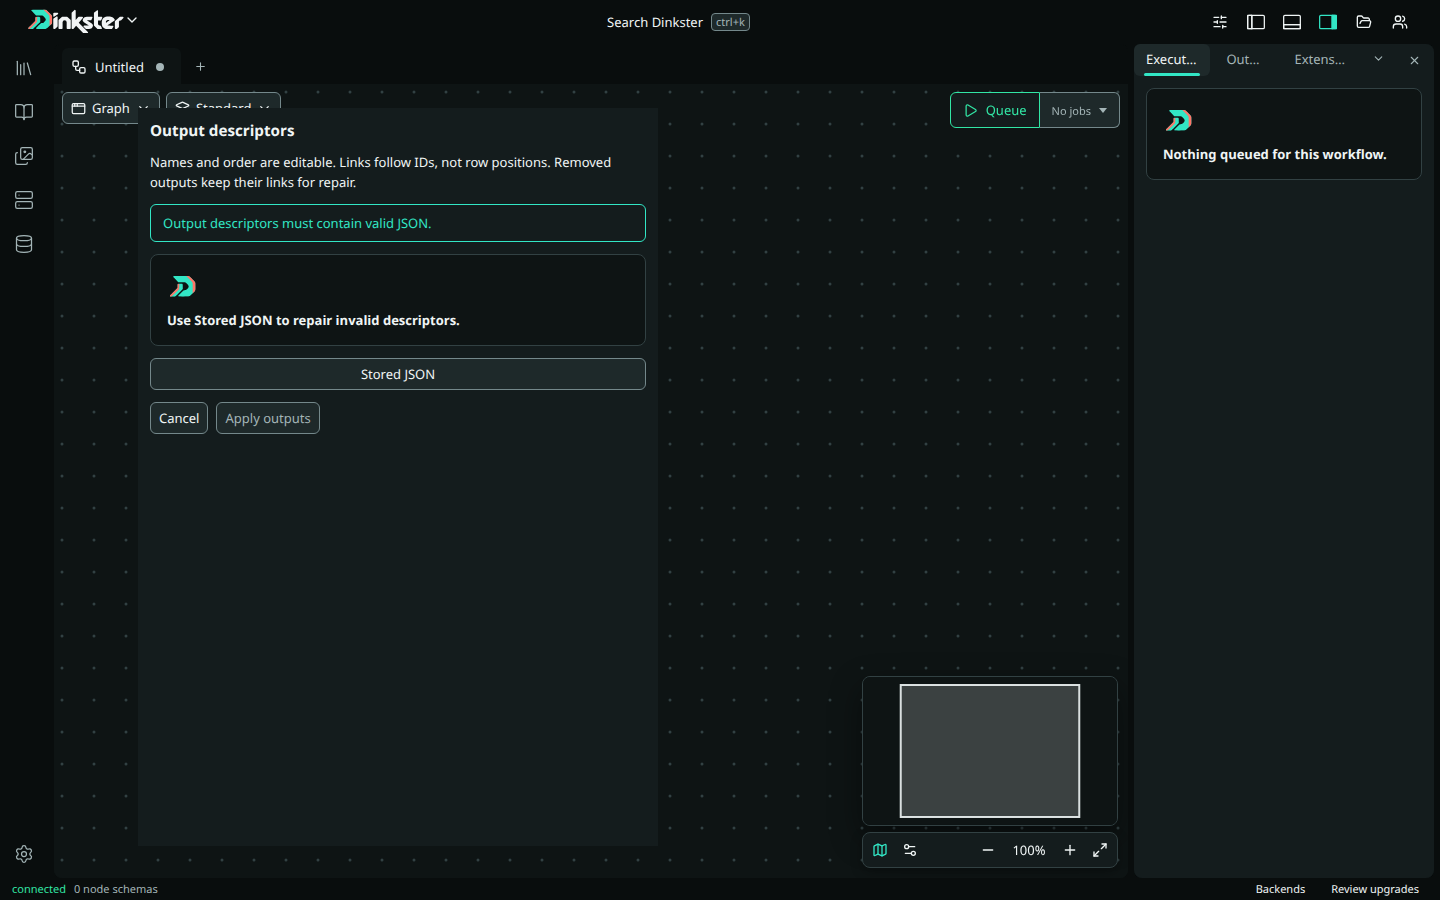 Dinkster
Search Dinkster ctrl+k
Untitled
Execut... Out... Extens...
Graph Standard
Queue No jobs
Nothing queued for this workflow.
Output descriptors
Names and order are editable. Links follow IDs, not row positions. Removed
outputs keep their links for repair.
Output descriptors must contain valid JSON.
Use Stored JSON to repair invalid descriptors.
Stored JSON
Cancel Apply outputs
100%
connected 0 node schemas
Backends Review upgrades